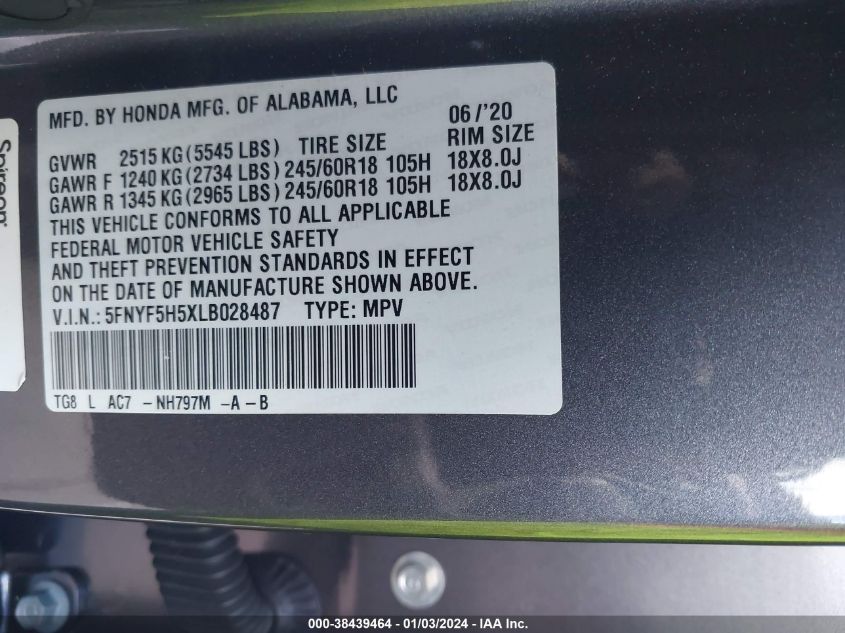 MFD. BY HONDA MFG. OF ALABAMA, LLC
06/'20
GVWR 2515 KG (5545 LBS) TIRE SIZE RIM SIZE
GAWR F 1240 KG (2734 LBS) 245/60R18 105H 18X8.0J
GAWR R 1345 KG (2965 LBS) 245/60R18 105H 18X8.0J
THIS VEHICLE CONFORMS TO ALL APPLICABLE
FEDERAL MOTOR VEHICLE SAFETY
AND THEFT PREVENTION STANDARDS IN EFFECT
ON THE DATE OF MANUFACTURE SHOWN ABOVE.
V.I.N.: 5FNYF5H5XLB028487 TYPE: MPV
TG8 L AC7 -NH797M -A -B
Spireon
000-38439464 - 01/03/2024 - IAA Inc.